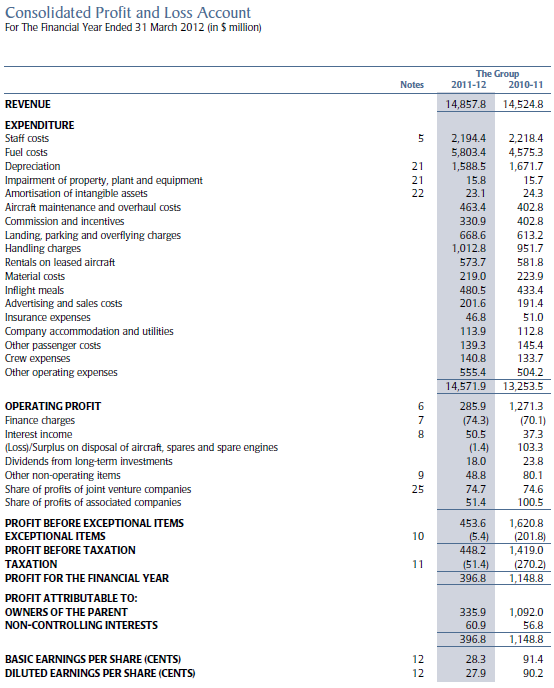 Consolidated Profit and Loss Account
For The Financial Year Ended 31 March 2012 (in $ million)
The Group
Notes 2011-12 2010-11
REVENUE 14,857.8 14,524.8
EXPENDITURE
Staff costs 5 2,194.4 2,218.4
Fuel costs 5,803.4 4,575.3
Depreciation 21 1,588.5 1,671.7
Impairment of property, plant and equipment 21 15.8 15.7
Amortisation of intangible assets 22 23.1 24.3
Aircraft maintenance and overhaul costs 463.4 402.8
Commission and incentives 330.9 402.8
Landing, parking and overflying charges 668.6 613.2
Handling charges 1,012.8 951.7
Rentals on leased aircraft 573.7 581.8
Material costs 219.0 223.9
Inflight meals 480.5 433.4
Advertising and sales costs 201.6 191.4
Insurance expenses 46.8 51.0
Company accommodation and utilities 113.9 112.8
Other passenger costs 139.3 145.4
Crew expenses 140.8 133.7
Other operating expenses 555.4 504.2
14,571.9 13,253.5
OPERATING PROFIT 6 285.9 1,271.3
Finance charges 7 (74.3) (70.1)
Interest income 8 50.5 37.3
(Loss)/Surplus on disposal of aircraft, spares and spare engines (1.4) 103.3
Dividends from long-term investments 18.0 23.8
Other non-operating items 9 48.8 80.1
Share of profits of joint venture companies 25 74.7 74.6
Share of profits of associated companies 51.4 100.5
PROFIT BEFORE EXCEPTIONAL ITEMS 453.6 1,620.8
EXCEPTIONAL ITEMS 10 (5.4) (201.8)
PROFIT BEFORE TAXATION 448.2 1,419.0
TAXATION 11 (51.4) (270.2)
PROFIT FOR THE FINANCIAL YEAR 396.8 1,148.8
PROFIT ATTRIBUTABLE TO:
OWNERS OF THE PARENT 335.9 1,092.0
NON-CONTROLLING INTERESTS 60.9 56.8
396.8 1,148.8
BASIC EARNINGS PER SHARE (CENTS) 12 28.3 91.4
DILUTED EARNINGS PER SHARE (CENTS) 12 27.9 90.2